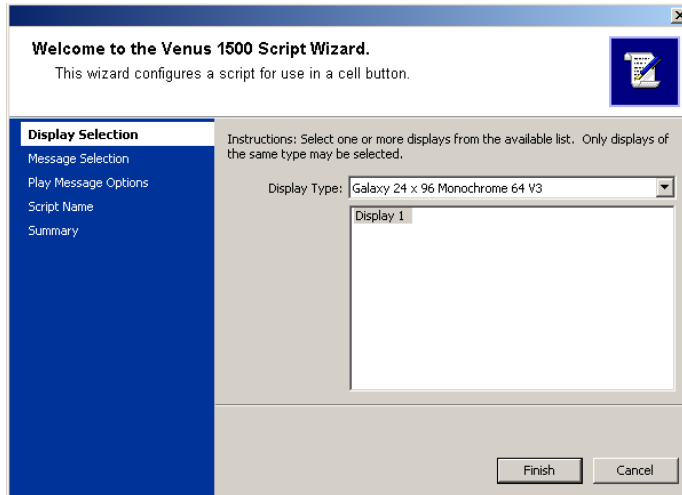 Welcome to the Venus 1500 Script Wizard.
This wizard configures a script for use in a cell button.
Display Selection
Message Selection
Play Message Options
Script Name
Summary
Instructions: Select one or more displays from the available list. Only displays of
the same type may be selected.
Display Type: Galaxy 24 x 96 Monochrome 64 V3
Display 1
Finish Cancel